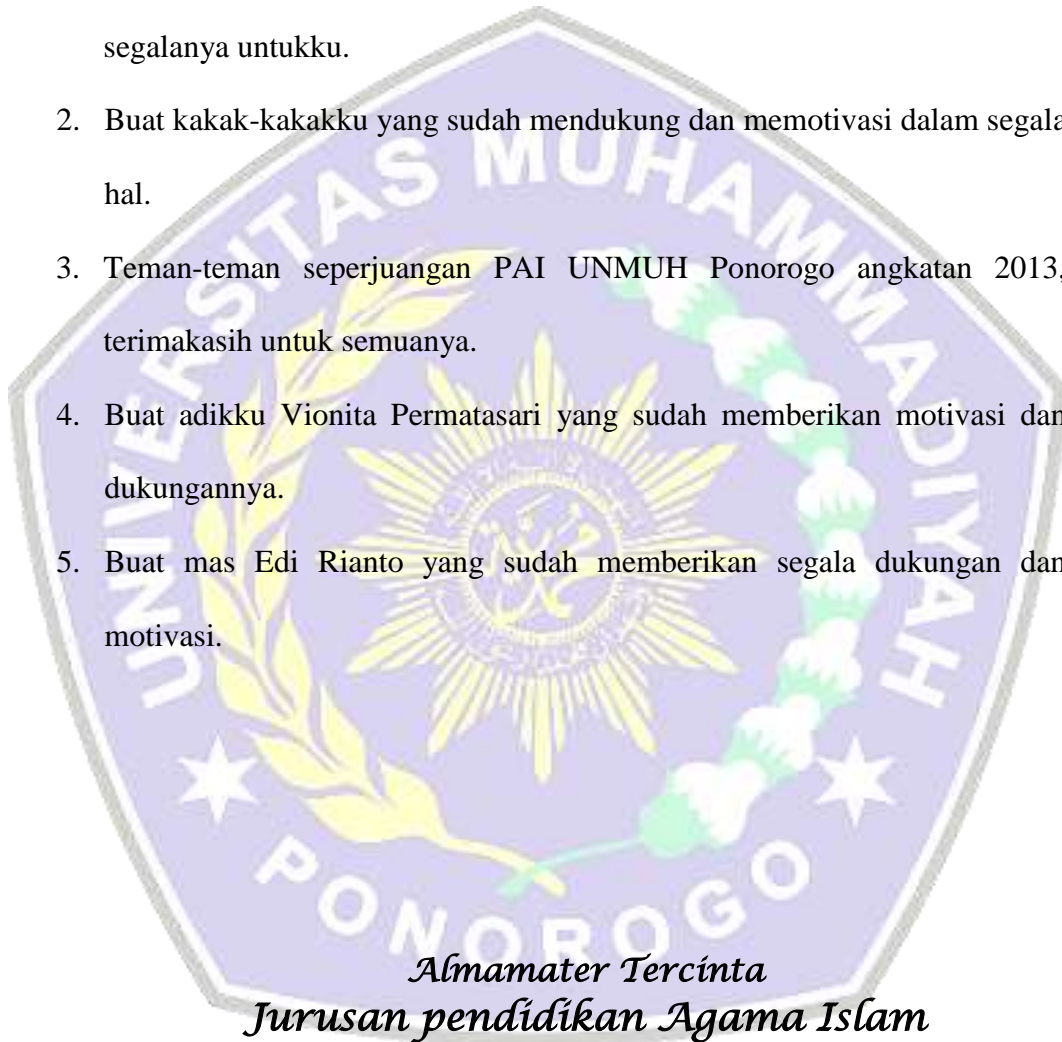 segalanya untukku.
2. Buat kakak-kakakku yang sudah mendukung dan memotivasi dalam segala
hal.
3. Teman-teman seperjuangan PAI UNMUH Ponorogo angkatan 2013,
terimakasih untuk semuanya.
4. Buat adikku Vionita Permatasari yang sudah memberikan motivasi dan
dukungannya.
5. Buat mas Edi Rianto yang sudah memberikan segala dukungan dan
motivasi.
UNIVERSITAS MUHAMMADIYAH
PONOROGO
Almamater Tercinta
Jurusan pendidikan Agama Islam